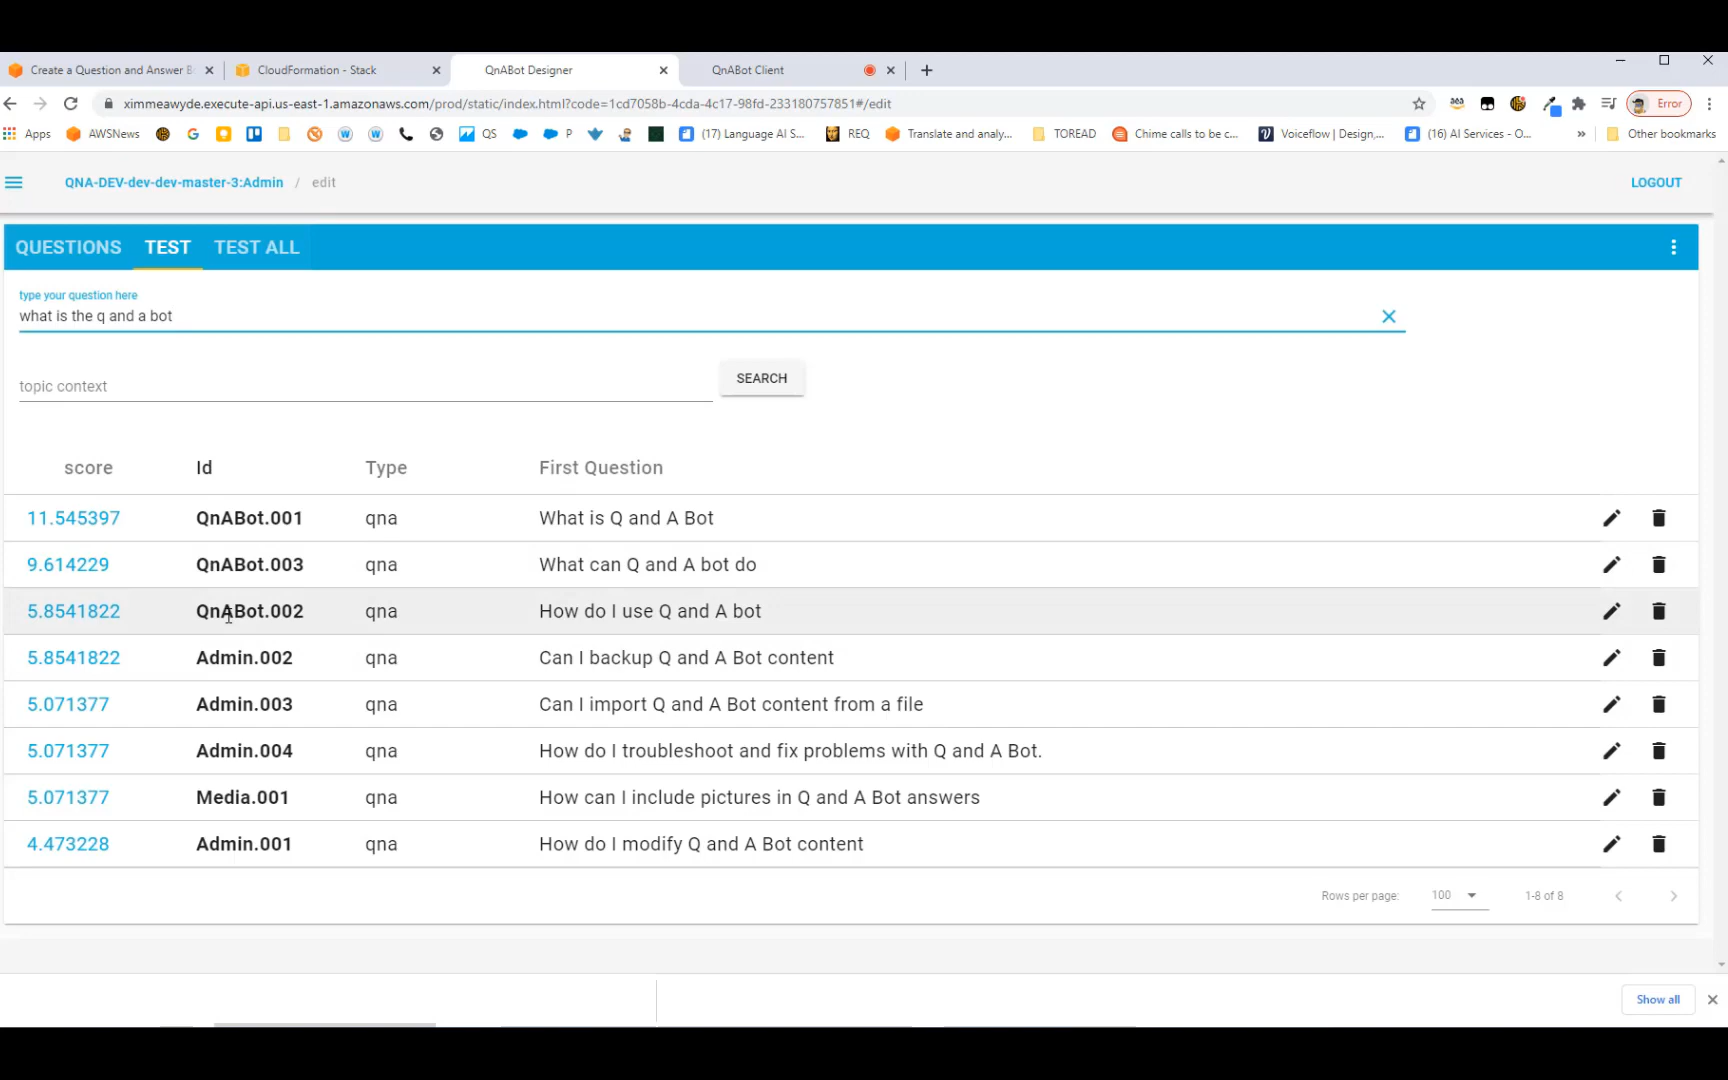 Create a Question and Answer B
CloudFormation - Stack
QnABot Designer
QnABot Client
ximmeawyde.execute-api.us-east-1.amazonaws.com/prod/static/index.html?code=1cd7058b-4cda-4c17-98fd-233180757851#/edit
Error
Apps
AWSNews
QS
P
(17) Language AI S...
REQ
Translate and analy...
TOREAD
Chime calls to be c...
Voiceflow | Design,...
(16) AI Services - O...
»
Other bookmarks
QNA-DEV-dev-dev-master-3:Admin / edit
LOGOUT
QUESTIONS TEST TEST ALL
type your question here
what is the q and a bot
topic context
SEARCH
score Id Type First Question
11.545397 QnABot.001 qna What is Q and A Bot
9.614229 QnABot.003 qna What can Q and A bot do
5.8541822 QnABot.002 qna How do I use Q and A bot
5.8541822 Admin.002 qna Can I backup Q and A Bot content
5.071377 Admin.003 qna Can I import Q and A Bot content from a file
5.071377 Admin.004 qna How do I troubleshoot and fix problems with Q and A Bot.
5.071377 Media.001 qna How can I include pictures in Q and A Bot answers
4.473228 Admin.001 qna How do I modify Q and A Bot content
Rows per page: 100 1-8 of 8
Show all